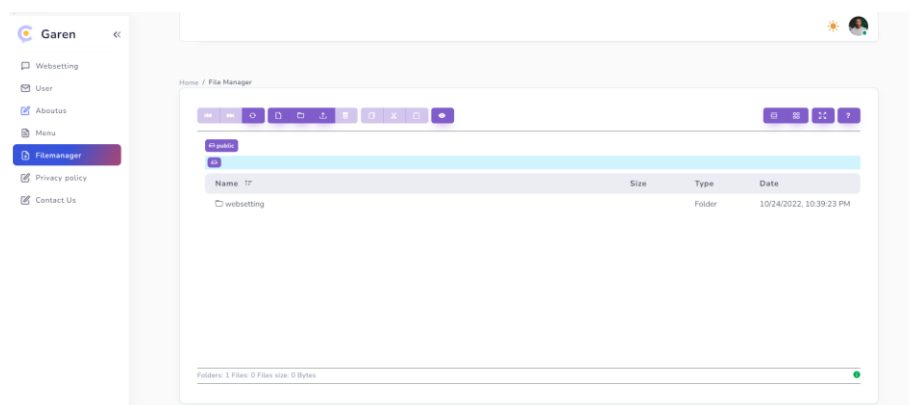 Garen
Websetting
User
Aboutus
Menu
Filemanager
Privacy policy
Contact Us
Home / File Manager
?
public
Name Size Type Date
websetting Folder 10/24/2022, 10:39:23 PM
Folders: 1 Files: 0 Files size: 0 Bytes